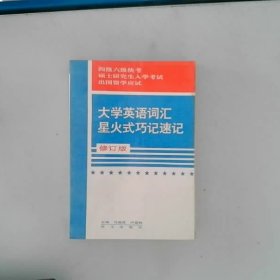 四级六级统考
硕士研究生入学考试
出国留学应试
大学英语词汇
星火式巧记速记
修订版